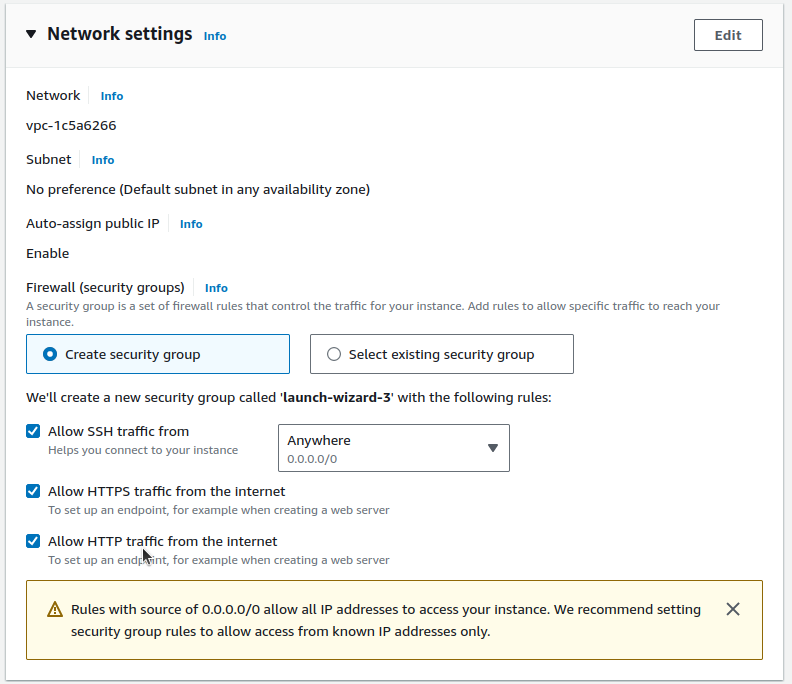 Network settings Info
Edit
Network Info
vpc-1c5a6266
Subnet Info
No preference (Default subnet in any availability zone)
Auto-assign public IP Info
Enable
Firewall (security groups) Info
A security group is a set of firewall rules that control the traffic for your instance. Add rules to allow specific traffic to reach your
instance.
Create security group
Select existing security group
We'll create a new security group called 'launch-wizard-3' with the following rules:
Allow SSH traffic from
Helps you connect to your instance
Anywhere
0.0.0.0/0
Allow HTTPS traffic from the internet
To set up an endpoint, for example when creating a web server
Allow HTTP traffic from the internet
To set up an endpoint, for example when creating a web server
Rules with source of 0.0.0.0/0 allow all IP addresses to access your instance. We recommend setting
security group rules to allow access from known IP addresses only.